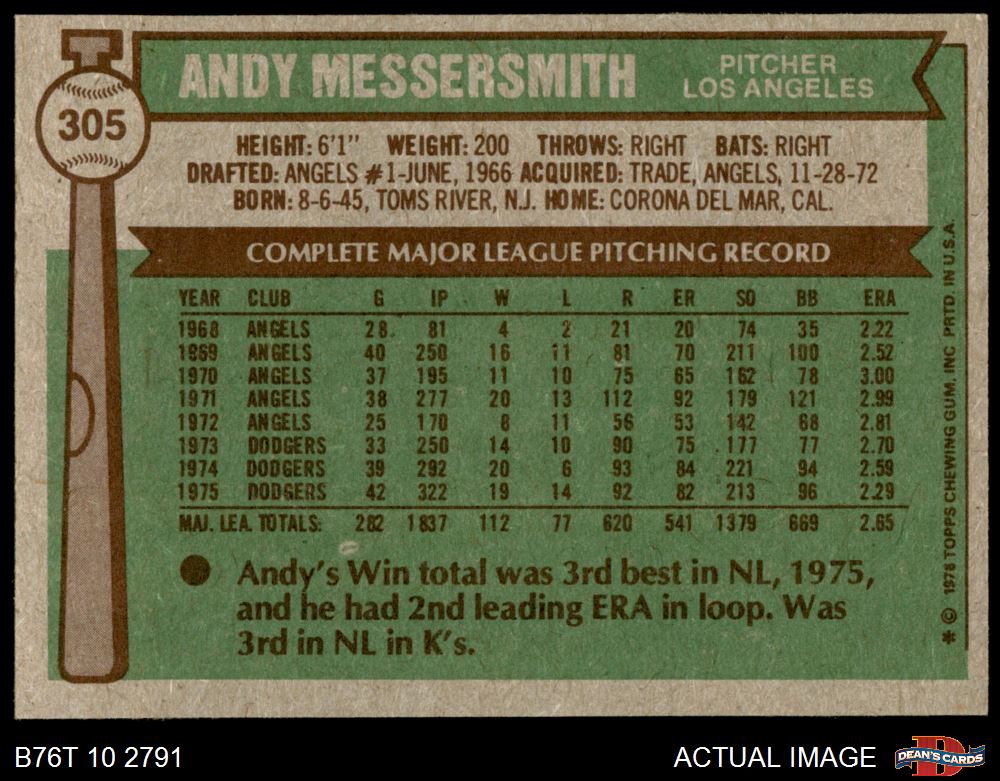 305
ANDY MESSERSMITH
PITCHER
LOS ANGELES
HEIGHT: 6'1" WEIGHT: 200 THROWS: RIGHT BATS: RIGHT
DRAFTED: ANGELS #1-JUNE, 1966 ACQUIRED: TRADE, ANGELS, 11-28-72
BORN: 8-6-45, TOMS RIVER, N.J. HOME: CORONA DEL MAR, CAL.
COMPLETE MAJOR LEAGUE PITCHING RECORD
YEAR CLUB G IP W L R ER SO BB ERA
1968 ANGELS 28 81 4 2 21 20 74 35 2.22
1969 ANGELS 40 250 16 11 81 70 211 100 2.52
1970 ANGELS 37 195 11 10 75 65 162 78 3.00
1971 ANGELS 38 277 20 13 112 92 179 121 2.99
1972 ANGELS 25 170 8 11 56 53 142 68 2.81
1973 DODGERS 33 250 14 10 90 75 177 77 2.70
1974 DODGERS 39 292 20 6 93 84 221 94 2.59
1975 DODGERS 42 322 19 14 92 82 213 96 2.29
MAJ. LEA. TOTALS: 282 1837 112 77 620 541 1379 669 2.65
● Andy's Win total was 3rd best in NL, 1975,
and he had 2nd leading ERA in loop. Was
3rd in NL in K's.
* © 1976 TOPPS CHEWING GUM, INC PRTD. IN U.S.A.
B76T 10 2791
ACTUAL IMAGE
D
DEAN'S CARDS